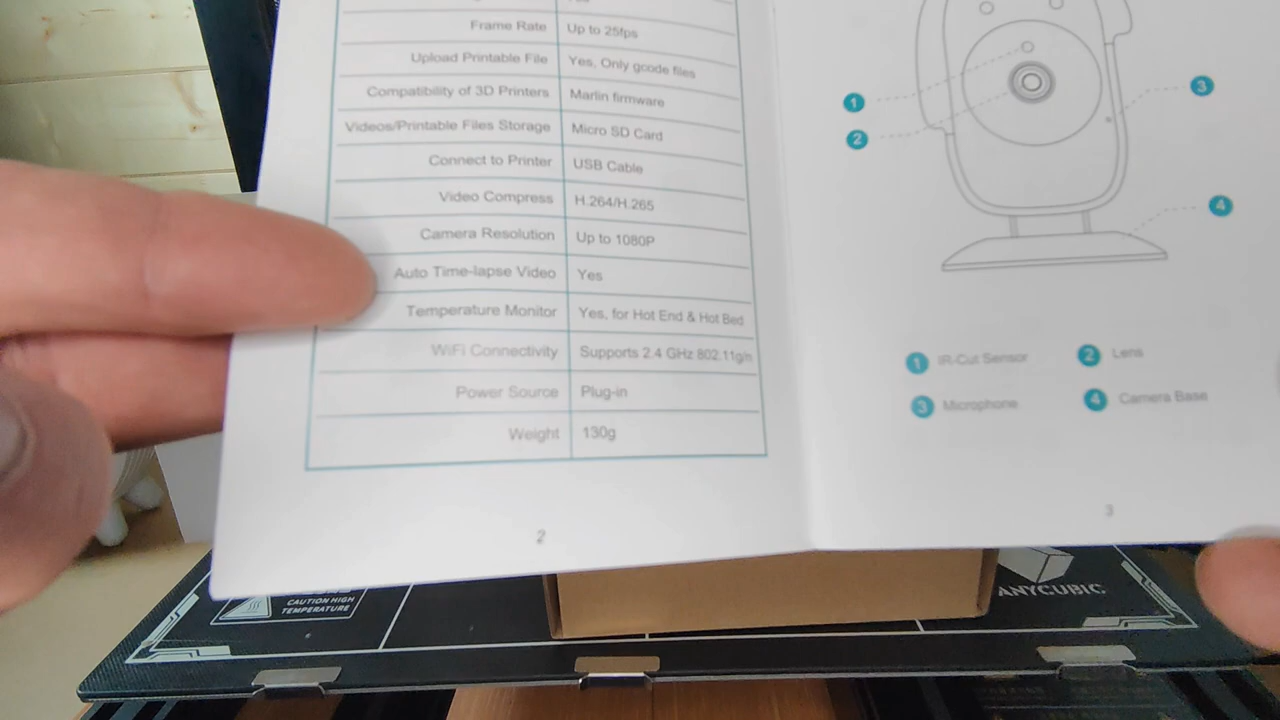 Frame Rate Up to 25fps
Upload Printable File Yes, Only gcode files
Compatibility of 3D Printers Marlin firmware
Videos/Printable Files Storage Micro SD Card
Connect to Printer USB Cable
Video Compress H.264/H.265
Camera Resolution Up to 1080P
Auto Time-lapse Video Yes
Temperature Monitor Yes, for Hot End & Hot Bed
WiFi Connectivity Supports 2.4 GHz 802.11g/n
Power Source Plug-in
Weight 130g
2
1
2
3
4
1 IR-Cut Sensor 2 Lens
3 Microphone 4 Camera Base
3
CAUTION HIGH
TEMPERATURE
ANYCUBIC